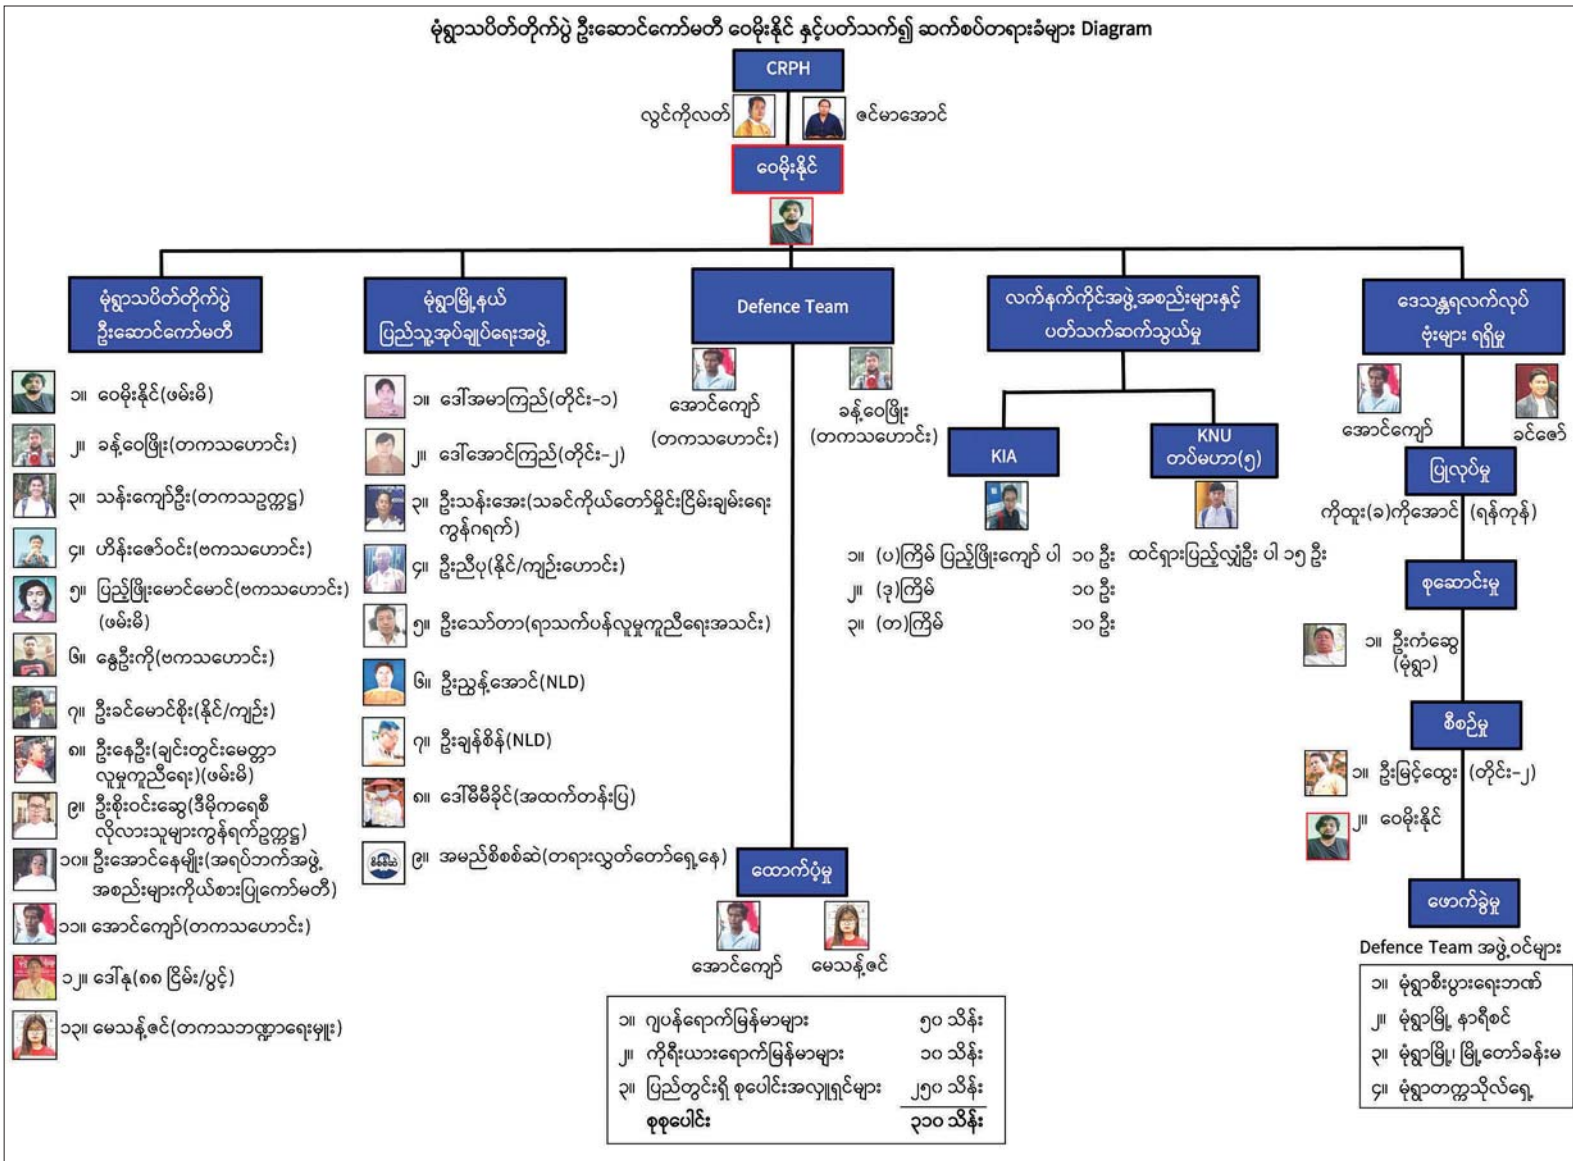 မုံရွာသပိတ်တိုက်ပွဲ ဦးဆောင်ကော်မတီ ဝေမိုးနိုင် နှင့်ပတ်သက်၍ ဆက်စပ်တရားခံများ Diagram
CRPH
လွင်ကိုလတ်
ဇင်မာအောင်
ဝေမိုးနိုင်
မုံရွာသပိတ်တိုက်ပွဲ
ဦးဆောင်ကော်မတီ
၁။ ဝေမိုးနိုင်(ဖမ်းမိ)
၂။ ခန့်ဝေဖြိုး(တကသဟောင်း)
၃။ သန်းကျော်ဦး(တကသဥက္ကဋ္ဌ)
၄။ ဟိန်းဇော်ဝင်း(ဗကသဟောင်း)
၅။ ပြည့်ဖြိုးမောင်မောင်(ဗကသဟောင်း)
(ဖမ်းမိ)
၆။ နွေဦးကို(ဗကသဟောင်း)
၇။ ဦးခင်မောင်စိုး(နိုင်/ကျဉ်း)
၈။ ဦးနေဦး(ချင်းတွင်းမေတ္တာ
လူမှုကူညီရေး)(ဖမ်းမိ)
၉။ ဦးစိုးဝင်းဆွေ(ဒီမိုကရေစီ
လိုလားသူများကွန်ရက်ဥက္ကဋ္ဌ)
၁၀။ ဦးအောင်နေမျိုး(အရပ်ဘက်အဖွဲ့
အစည်းများကိုယ်စားပြုကော်မတီ)
၁၁။ အောင်ကျော်(တကသဟောင်း)
၁၂။ ဒေါ်နု(၈၈ ငြိမ်း/ပွင့်)
၁၃။ မေသန့်ဇင်(တကသဘဏ္ဍာရေးမှူး)
မုံရွာမြို့နယ်
ပြည်သူ့အုပ်ချုပ်ရေးအဖွဲ့
၁။ ဒေါ်အမာကြည်(တိုင်း-၁)
၂။ ဒေါ်အောင်ကြည်(တိုင်း-၂)
၃။ ဦးသန်းအေး(သခင်ကိုယ်တော်မှိုင်းငြိမ်းချမ်းရေး
ကွန်ဂရက်)
၄။ ဦးညီပု(နိုင်/ကျဉ်းဟောင်း)
၅။ ဦးသော်တာ(ရာသက်ပန်လူမှုကူညီရေးအသင်း)
၆။ ဦးညွန့်အောင်(NLD)
၇။ ဦးချန်စိန်(NLD)
၈။ ဒေါ်မီမီခိုင်(အထက်တန်းပြ)
စိစစ်ဆဲ
၉။ အမည်စိစစ်ဆဲ(တရားလွှတ်တော်ရှေ့နေ)
Defence Team
အောင်ကျော်
(တကသဟောင်း)
ခန့်ဝေဖြိုး
(တကသဟောင်း)
ထောက်ပံ့မှု
အောင်ကျော်
မေသန့်ဇင်
၁။ ဂျပန်ရောက်မြန်မာများ ၅၀ သိန်း
၂။ ကိုရီးယားရောက်မြန်မာများ ၁၀ သိန်း
၃။ ပြည်တွင်းရှိ စုပေါင်းအလှူရှင်များ ၂၅၀ သိန်း
စုစုပေါင်း ၃၁၀ သိန်း
လက်နက်ကိုင်အဖွဲ့အစည်းများနှင့်
ပတ်သက်ဆက်သွယ်မှု
KIA
၁။ (ပ)ကြိမ် ပြည့်ဖြိုးကျော် ပါ ၁၀ ဦး
၂။ (ဒု)ကြိမ် ၁၀ ဦး
၃။ (တ)ကြိမ် ၁၀ ဦး
KNU
တပ်မဟာ(၅)
ထင်ရှားပြည့်လျှံဦး ပါ ၁၅ ဦး
ဒေသန္တရလက်လုပ်
ဗုံးများ ရရှိမှု
အောင်ကျော်
ခင်ဇော်
ပြုလုပ်မှု
ကိုထူး(ခ)ကိုအောင် (ရန်ကုန်)
စုဆောင်းမှု
၁။ ဦးကံဆွေ
(မုံရွာ)
စီစဉ်မှု
၁။ ဦးမြင့်ထွေး (တိုင်း-၂)
၂။ ဝေမိုးနိုင်
ဖောက်ခွဲမှု
Defence Team အဖွဲ့ဝင်များ
၁။ မုံရွာစီးပွားရေးဘဏ်
၂။ မုံရွာမြို့ နာရီစင်
၃။ မုံရွာမြို့၊ မြို့တော်ခန်းမ
၄။ မုံရွာတက္ကသိုလ်ရှေ့